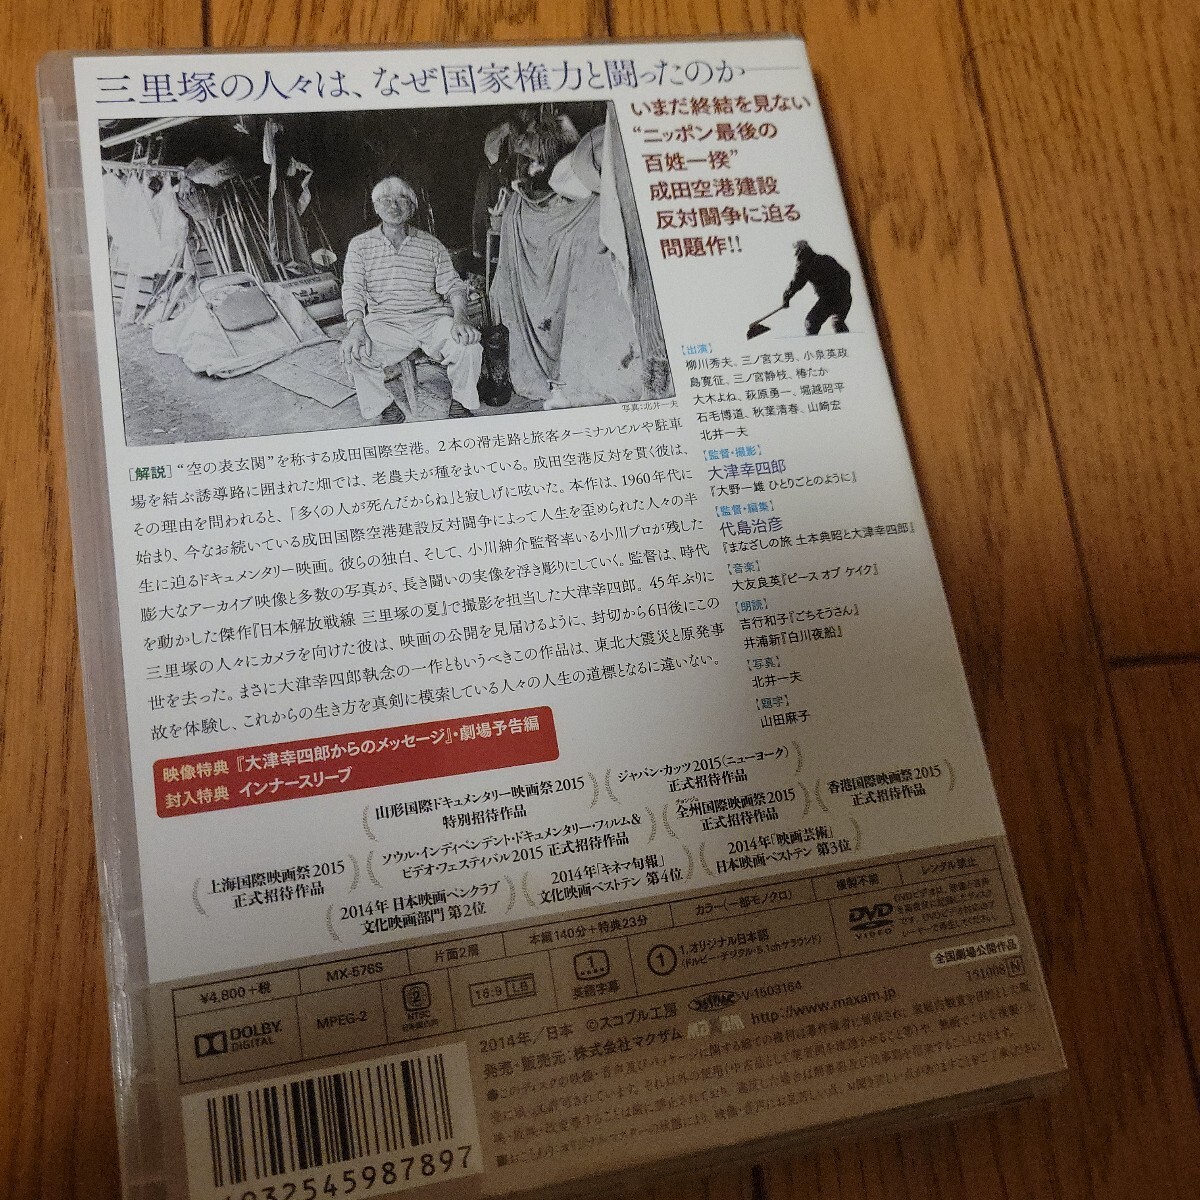 三里塚の人々は、なぜ国家権力と闘ったのか――
いまだ終結を見ない
“ニッポン最後の
百姓一揆”
成田空港建設
反対闘争に迫る
問題作!!
写真:北井一夫
【出演】
柳川秀夫、三ノ宮文男、小泉英政
島寛征、三ノ宮静枝、椿たか
大木よね、萩原勇一、堀越昭平
石毛博道、秋葉清春、山崎宏
北井一夫
【監督・撮影】
大津幸四郎
『大野一雄 ひとりごとのように』
【監督・編集】
代島治彦
『まなざしの旅 土本典昭と大津幸四郎』
【音楽】
大友良英『ピース オブ ケイク』
【朗読】
吉行和子『ごちそうさん』
井浦新『白川夜船』
【写真】
北井一夫
【題字】
山田麻子
［解説］“空の表玄関”を称する成田国際空港。2本の滑走路と旅客ターミナルビルや駐車
場を結ぶ誘導路に囲まれた畑では、老農夫が種をまいている。成田空港反対を貫く彼は、
その理由を問われると、「多くの人が死んだからね」と寂しげに呟いた。本作は、1960年代に
始まり、今なお続いている成田国際空港建設反対闘争によって人生を歪められた人々の半
生に迫るドキュメンタリー映画。彼らの独白、そして、小川紳介監督率いる小川プロが残した
膨大なアーカイブ映像と多数の写真が、長き闘いの実像を浮き彫りにしていく。監督は、時代
を動かした傑作『日本解放戦線 三里塚の夏』で撮影を担当した大津幸四郎。45年ぶりに
三里塚の人々にカメラを向けた彼は、映画の公開を見届けるように、封切から6日後にこの
世を去った。まさに大津幸四郎執念の一作ともいうべきこの作品は、東北大震災と原発事
故を体験し、これからの生き方を真剣に模索している人々の人生の道標となるに違いない。
映像特典 『大津幸四郎からのメッセージ』・劇場予告編
封入特典 インナースリーブ
山形国際ドキュメンタリー映画祭2015
特別招待作品
ジャパン・カッツ2015(ニューヨーク)
正式招待作品
ソウル・インディペンデント・ドキュメンタリー・フィルム&
ビデオ・フェスティバル2015 正式招待作品
チョンジュ
全州国際映画祭2015
正式招待作品
香港国際映画祭2015
正式招待作品
上海国際映画祭2015
正式招待作品
2014年 日本映画ペンクラブ
文化映画部門 第2位
2014年「キネマ旬報」
文化映画ベストテン 第4位
2014年「映画芸術」
日本映画ベストテン 第3位
¥4,800+税
MX-576S
片面2層
本編140分+特典23分
カラー(一部モノクロ)
複製不能
レンタル禁止
DOLBY
DIGITAL
MPEG-2
2
NTSC
日本国内向
16:9 LB
1.
英語字幕
1
1.オリジナル日本語
(ドルビー・デジタル・5.1chサラウンド)
DVD
VIDEO
全国劇場公開作品
151008 N
2014年/日本 ©スコブル工房
V-1503164
発売・販売元:株式会社マクザム
MAXAM
http://www.maxam.jp
4932545987897